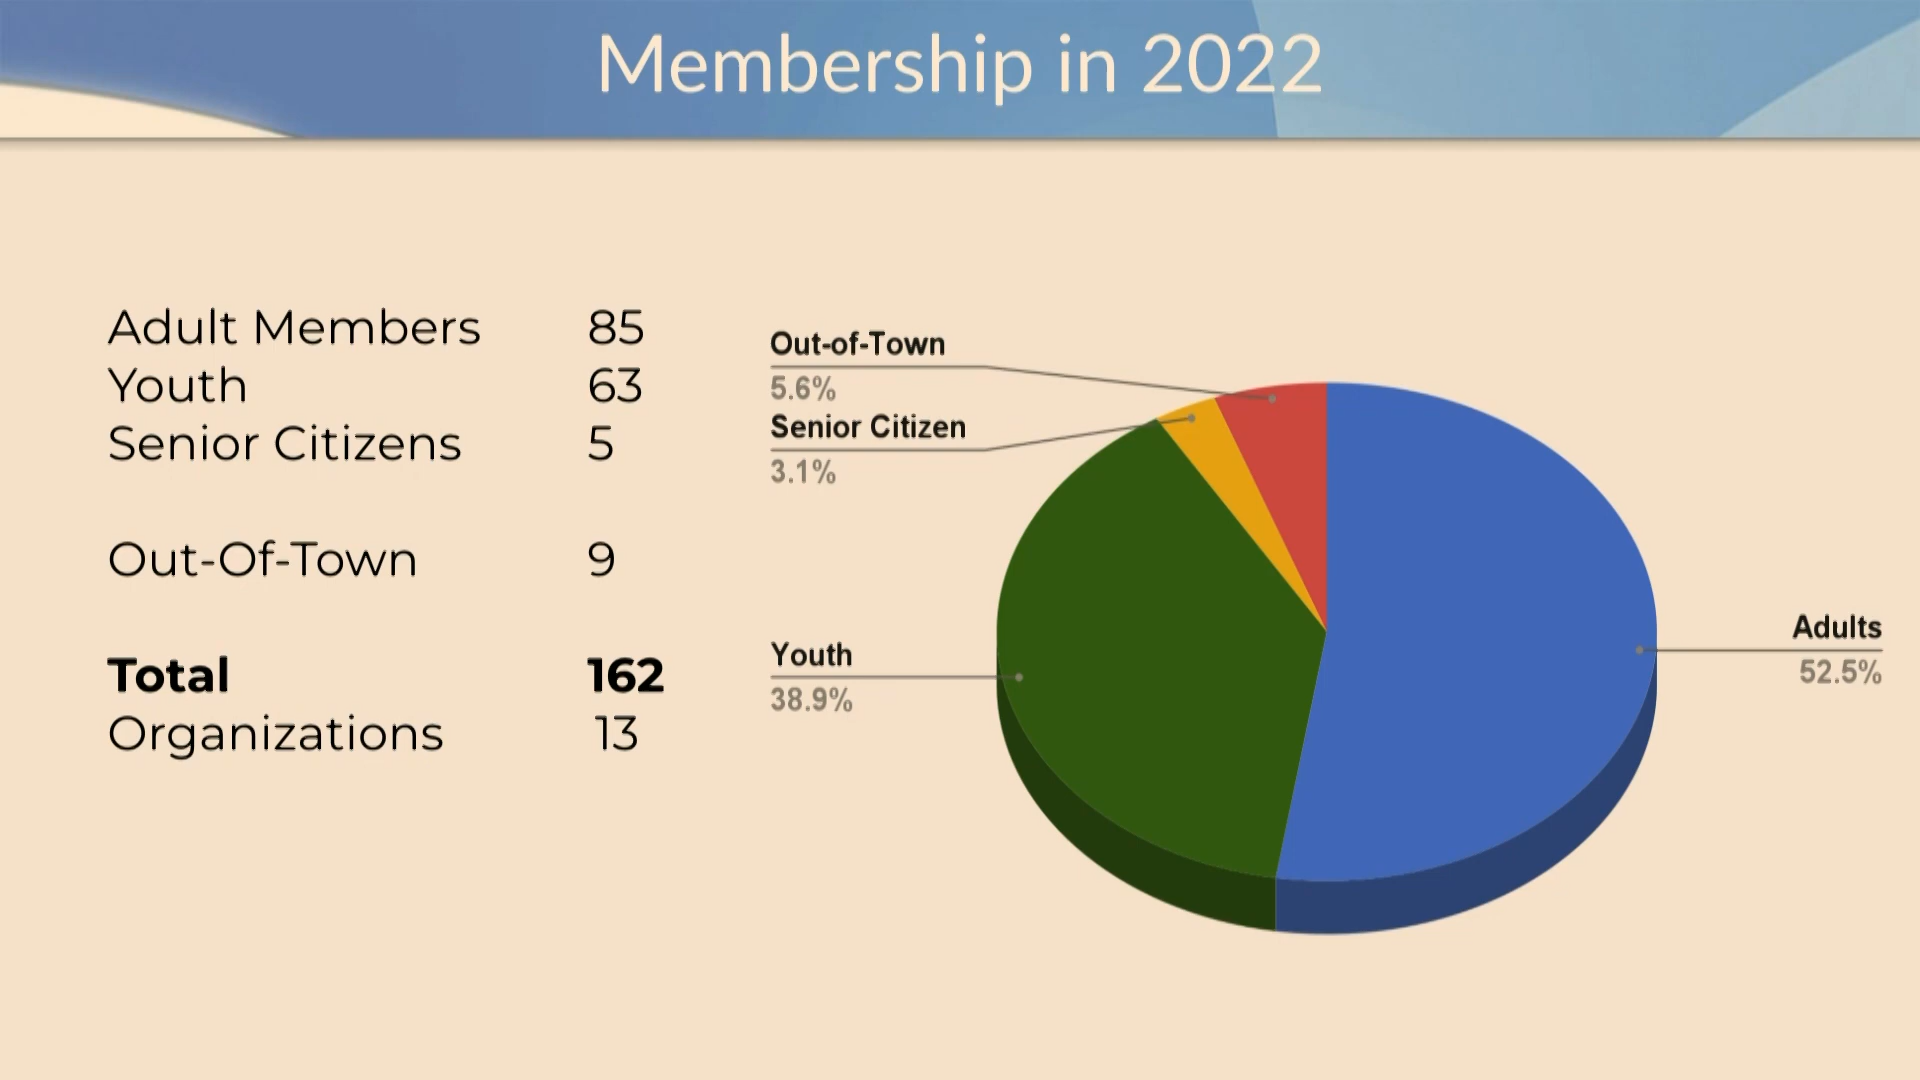 Membership in 2022
Adult Members 85
Youth 63
Senior Citizens 5
Out-Of-Town 9
Total 162
Organizations 13
Out-of-Town
5.6%
Senior Citizen
3.1%
Youth
38.9%
Adults
52.5%